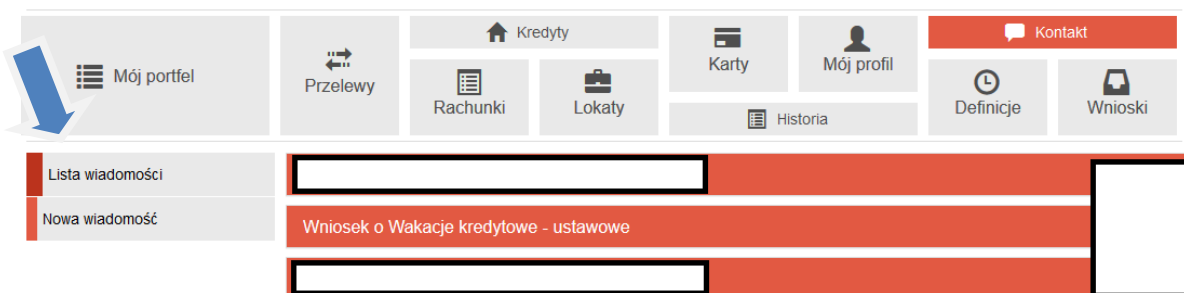 Mój portfel
Przelewy
Kredyty
Rachunki
Lokaty
Karty
Mój profil
Historia
Kontakt
Definicje
Wnioski
Lista wiadomości
Nowa wiadomość
Wniosek o Wakacje kredytowe - ustawowe